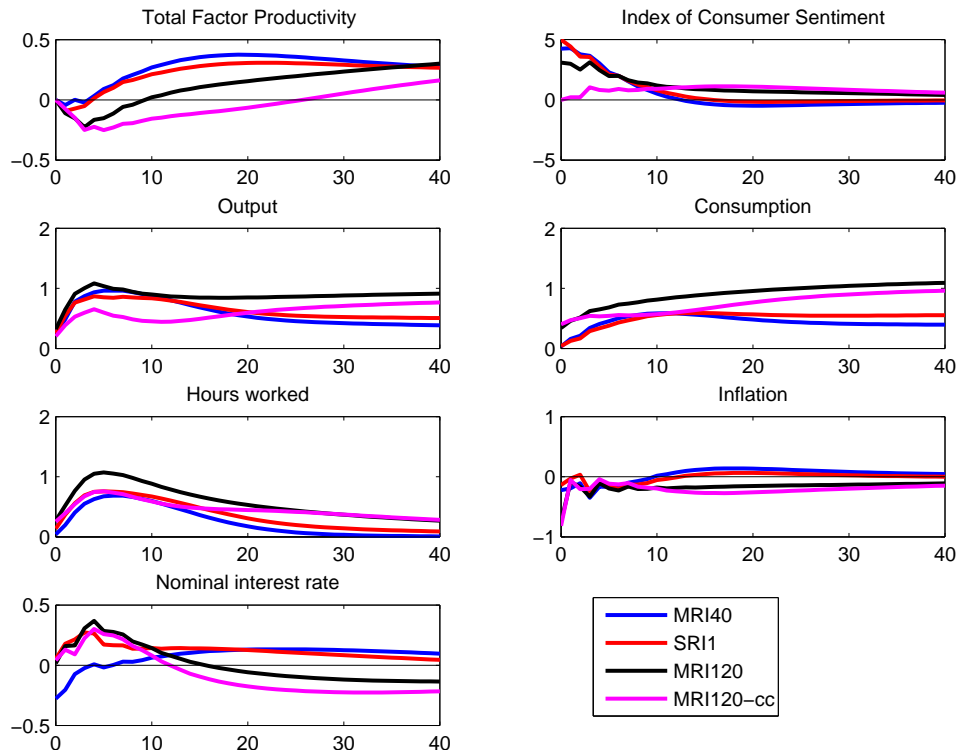 Total Factor Productivity
0.5
0
−0.5
0 10 20 30 40
Index of Consumer Sentiment
5
0
−5
0 10 20 30 40
Output
2
1
0
0 10 20 30 40
Consumption
2
1
0
0 10 20 30 40
Hours worked
2
1
0
0 10 20 30 40
Inflation
1
0
−1
0 10 20 30 40
Nominal interest rate
0.5
0
−0.5
0 10 20 30 40
MRI40
SRI1
MRI120
MRI120−cc